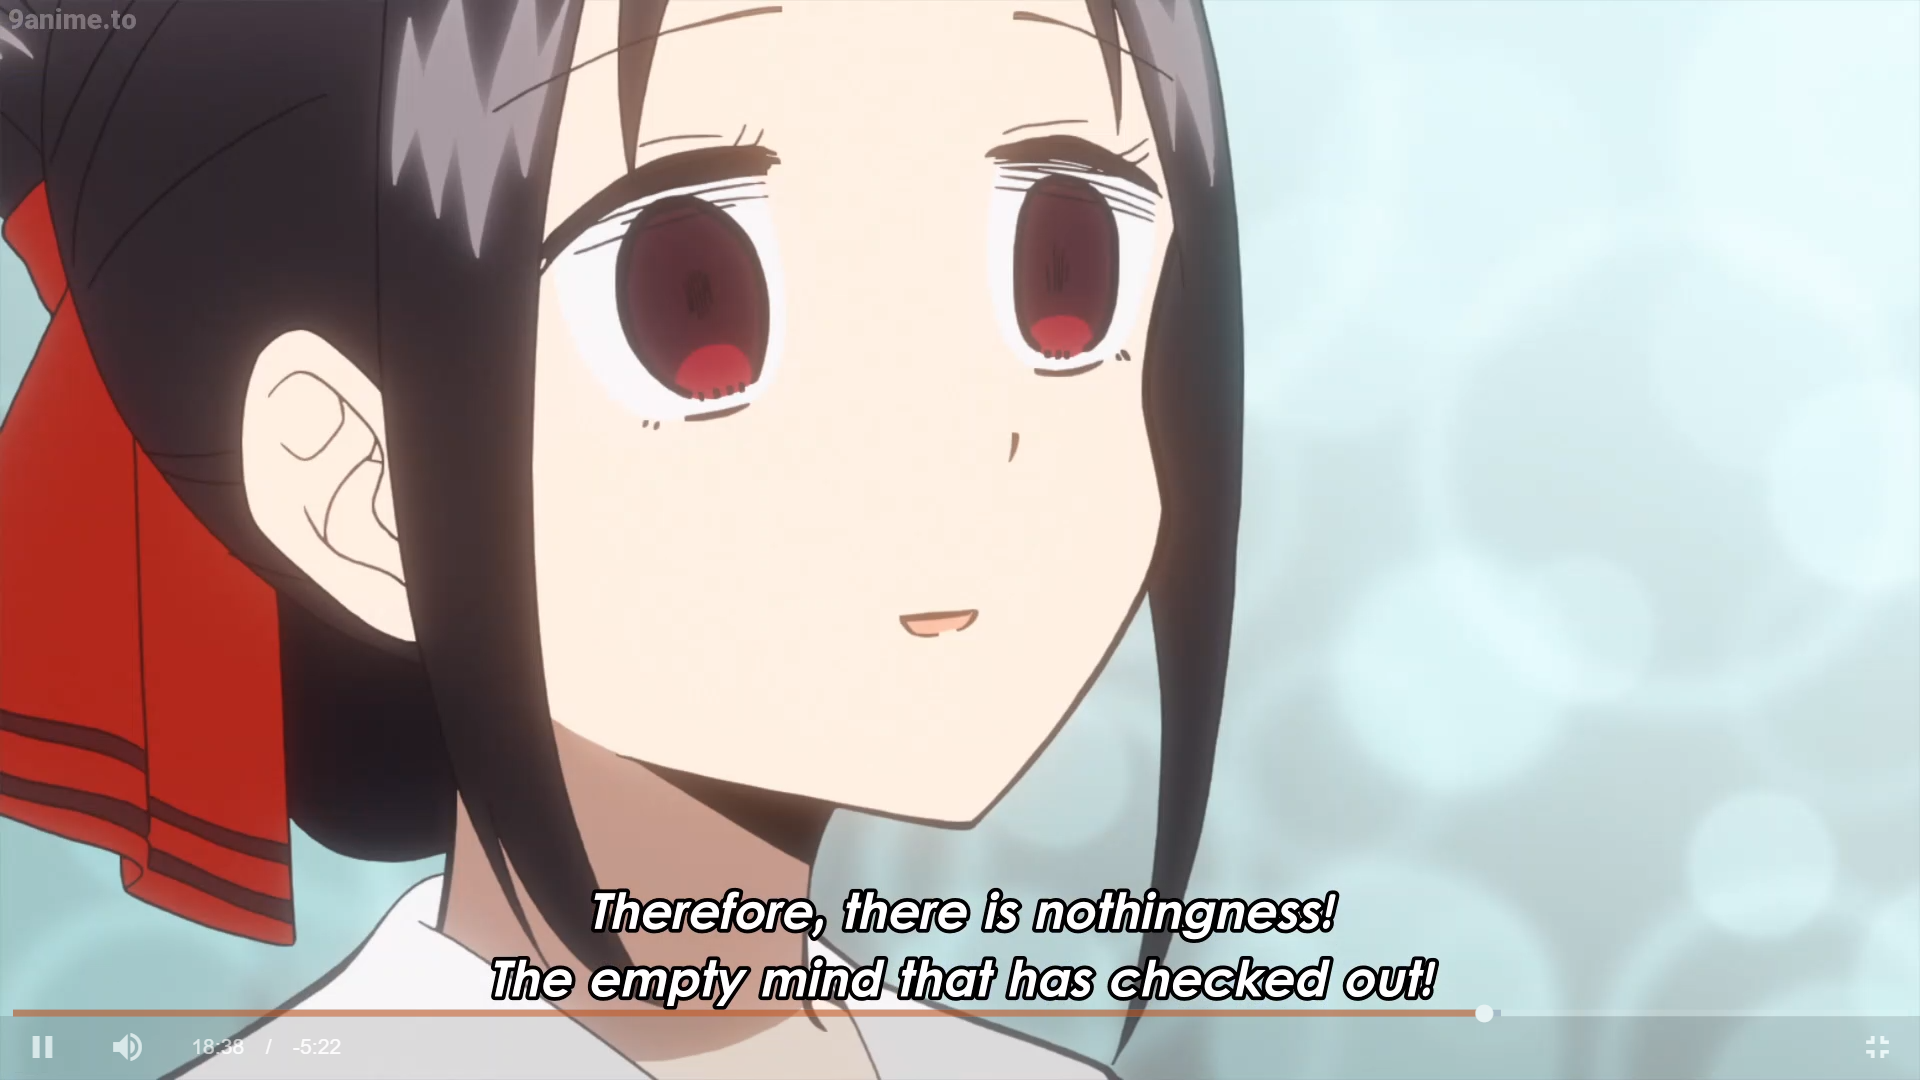 9anime.to
Therefore, there is nothingness!
The empty mind that has checked out!
18:38 / -5:22